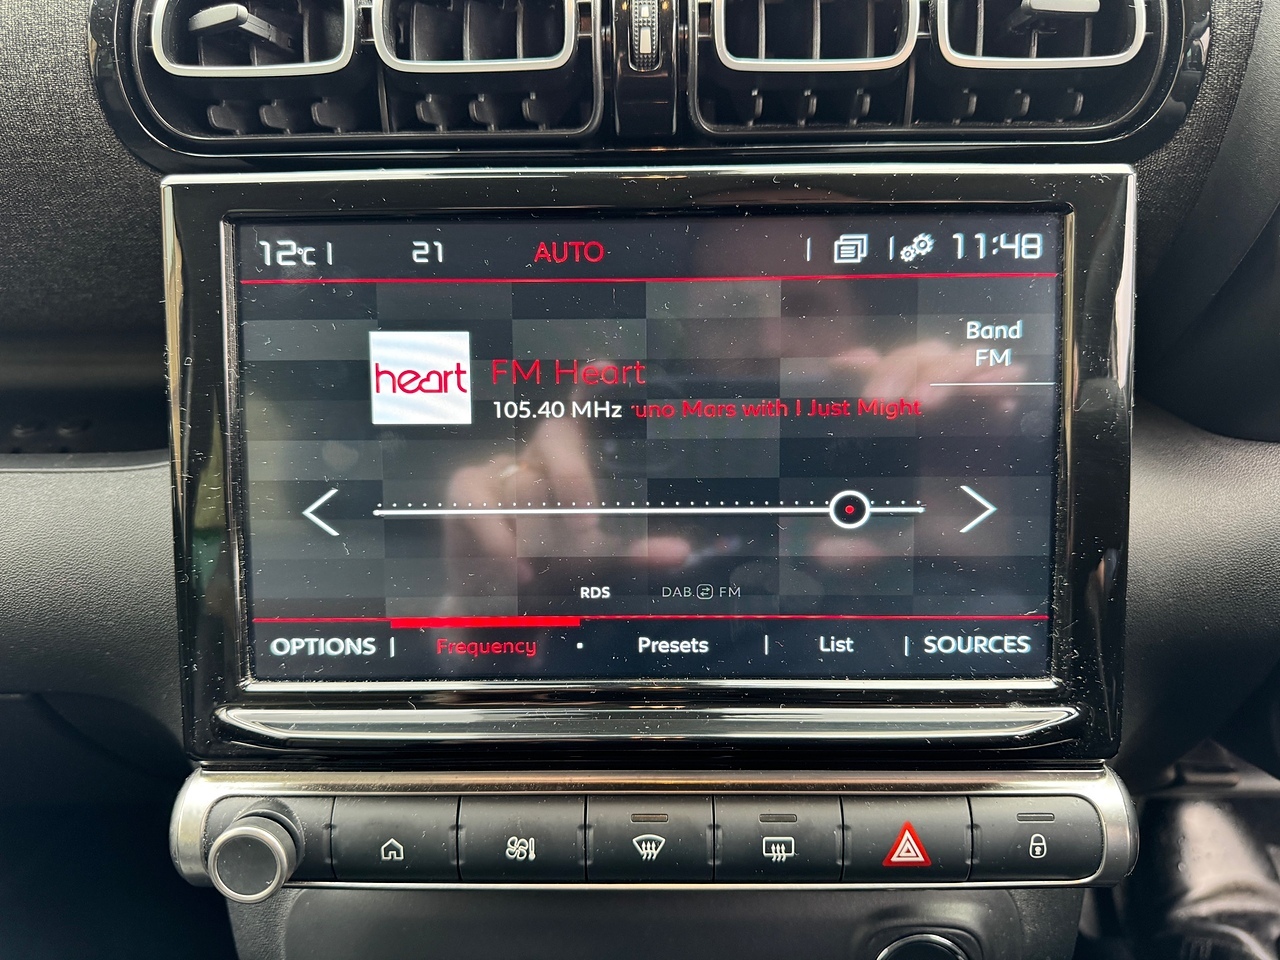 12°C 21 AUTO 11:48
Band
FM
heart
FM Heart
105.40 MHz uno Mars with I Just Might
RDS DAB FM
OPTIONS Frequency Presets List SOURCES